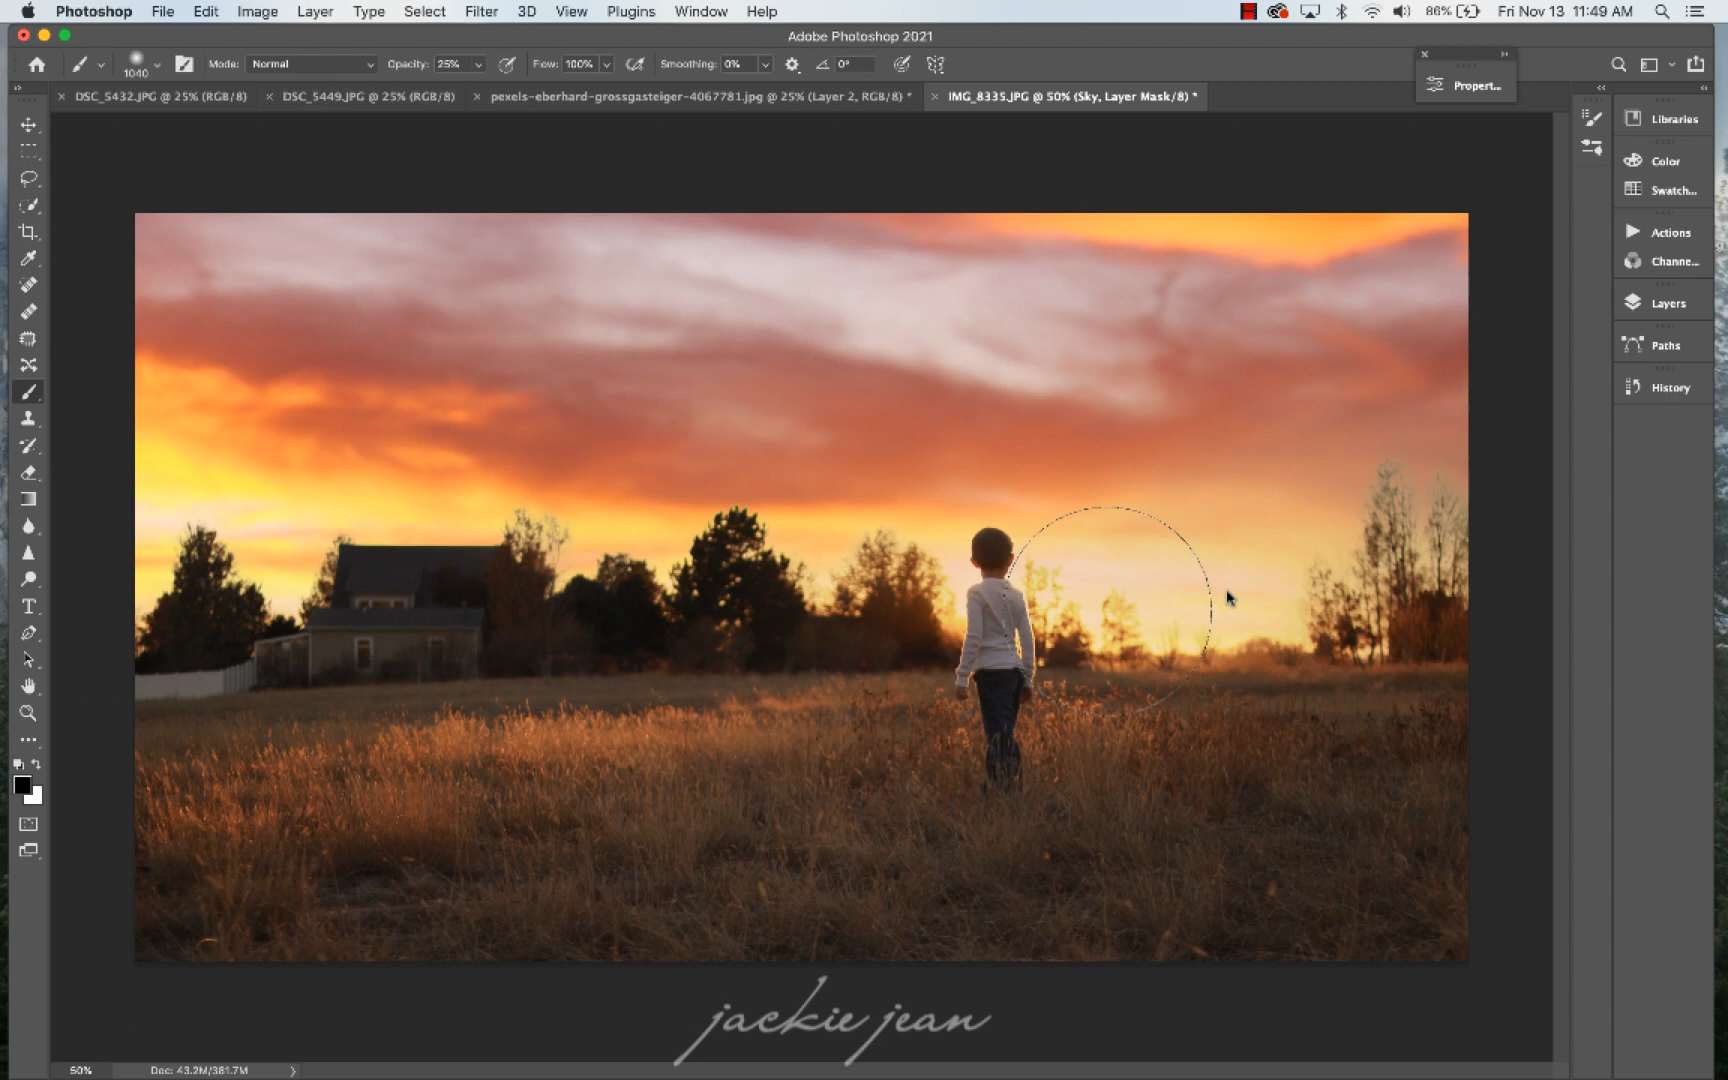 Photoshop File Edit Image Layer Type Select Filter 3D View Plugins Window Help 86% Fri Nov 13 11:49 AM
Adobe Photoshop 2021
1040 Mode: Normal Opacity: 25% Flow: 100% Smoothing: 0% 0°
DSC_5432.JPG @ 25% (RGB/8) DSC_5449.JPG @ 25% (RGB/8) pexels-eberhard-grossgasteiger-4067781.jpg @ 25% (Layer 2, RGB/8) * IMG_8335.JPG @ 50% (Sky, Layer Mask/8) *
Propert...
Libraries
Color
Swatch...
Actions
Channe...
Layers
Paths
History
jackie jean
50% Doc: 43.2M/381.7M